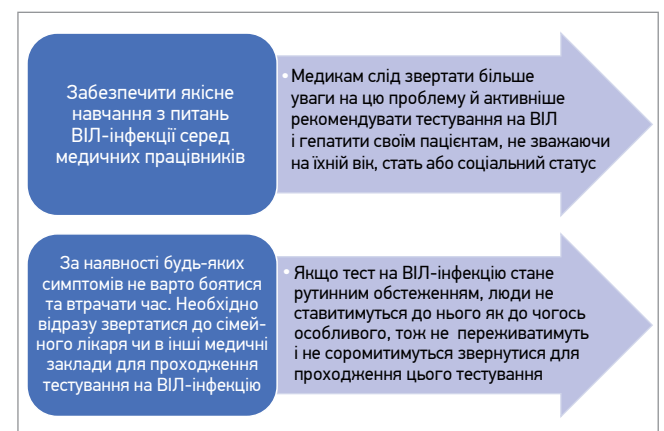 Забезпечити якісне
навчання з питань
ВІЛ-інфекції серед
медичних працівників
• Медикам слід звертати більше
уваги на цю проблему й активніше
рекомендувати тестування на ВІЛ
і гепатити своїм пацієнтам, не зважаючи
на їхній вік, стать або соціальний статус
За наявності будь-яких
симптомів не варто боятися
та втрачати час. Необхідно
відразу звертатися до сімей-
ного лікаря чи в інші медичні
заклади для проходження
тестування на ВІЛ-інфекцію
• Якщо тест на ВІЛ-інфекцію стане
рутинним обстеженням, люди не
ставитимуться до нього як до чогось
особливого, тож не переживатимуть
і не соромитимуться звернутися для
проходження цього тестування